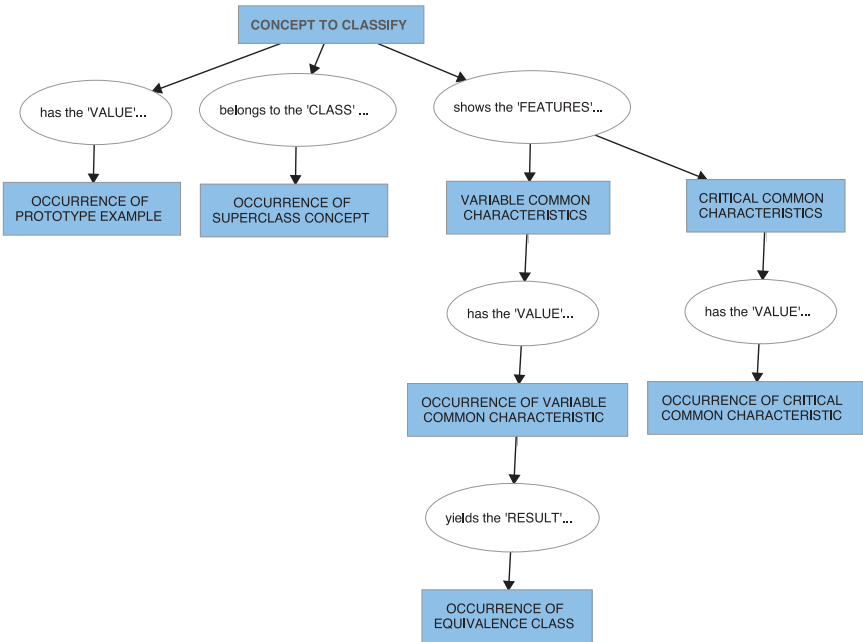 CONCEPT TO CLASSIFY
has the 'VALUE'...
belongs to the 'CLASS' ...
shows the 'FEATURES'...
OCCURRENCE OF
PROTOTYPE EXAMPLE
OCCURRENCE OF
SUPERCLASS CONCEPT
VARIABLE COMMON
CHARACTERISTICS
CRITICAL COMMON
CHARACTERISTICS
has the 'VALUE'...
has the 'VALUE'...
OCCURRENCE OF VARIABLE
COMMON CHARACTERISTIC
OCCURRENCE OF CRITICAL
COMMON CHARACTERISTIC
yields the 'RESULT'...
OCCURRENCE OF
EQUIVALENCE CLASS